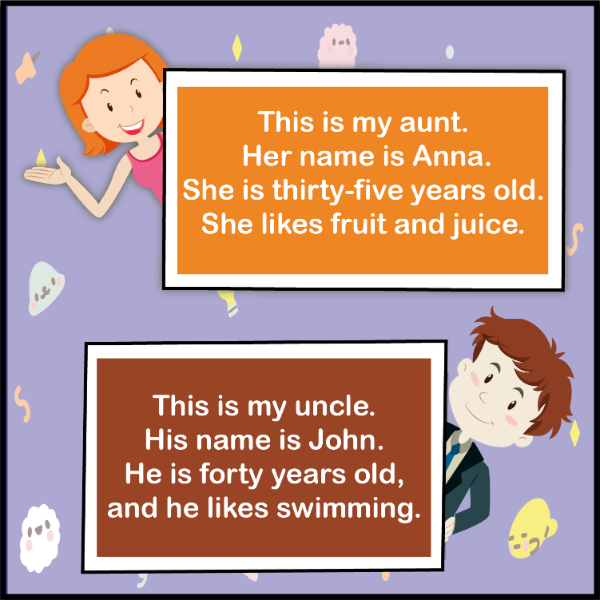 This is my aunt.
Her name is Anna.
She is thirty-five years old.
She likes fruit and juice.
This is my uncle.
His name is John.
He is forty years old,
and he likes swimming.